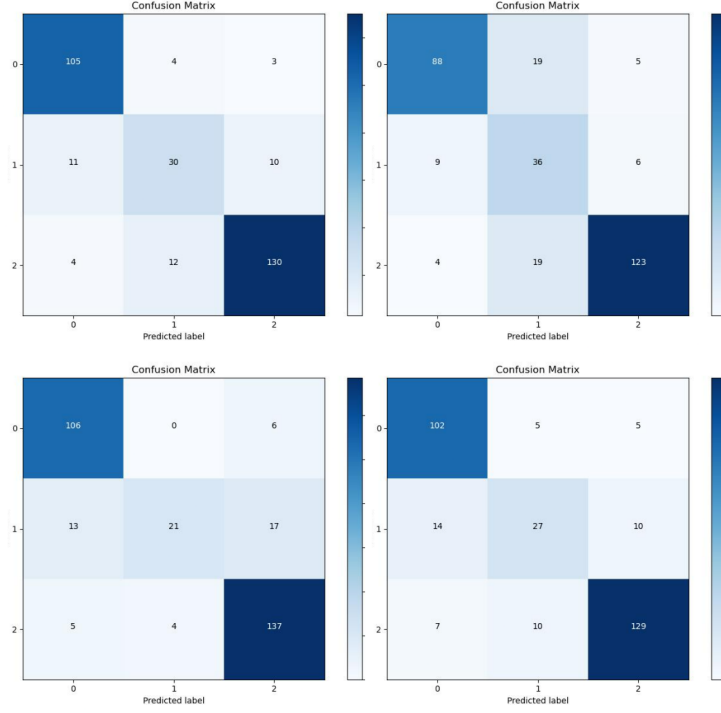 Confusion Matrix
0 105 4 3
1 11 30 10
2 4 12 130
0 1 2
Predicted label
Confusion Matrix
0 88 19 5
1 9 36 6
2 4 19 123
0 1 2
Predicted label
Confusion Matrix
0 106 0 6
1 13 21 17
2 5 4 137
0 1 2
Predicted label
Confusion Matrix
0 102 5 5
1 14 27 10
2 7 10 129
0 1 2
Predicted label